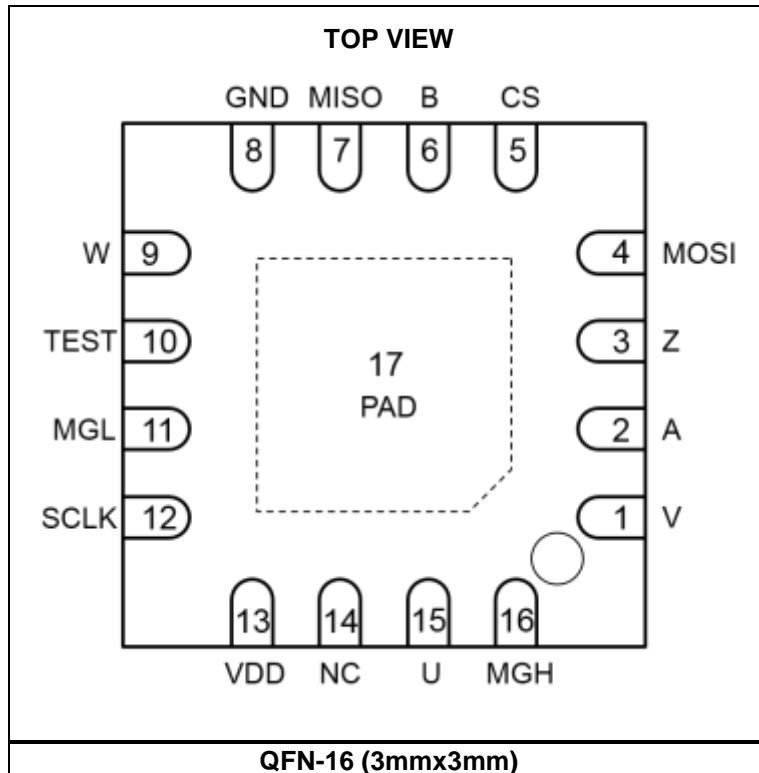 TOP VIEW
GND MISO B CS
8 7 6 5
W 9 4 MOSI
TEST 10 3 Z
17
PAD
MGL 11 2 A
SCLK 12 1 V
13 14 15 16
VDD NC U MGH
QFN-16 (3mmx3mm)